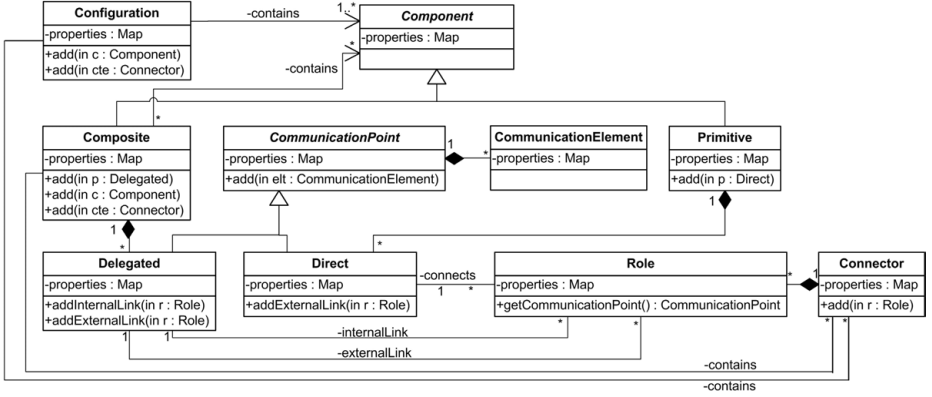 Configuration
-properties : Map
+add(in c : Component)
+add(in cte : Connector)
-contains
1..*
Component
-properties : Map
*
-contains
*
Composite
-properties : Map
+add(in p : Delegated)
+add(in c : Component)
+add(in cte : Connector)
CommunicationPoint
-properties : Map
+add(in elt : CommunicationElement)
1
*
CommunicationElement
-properties : Map
Primitive
-properties : Map
+add(in p : Direct)
1
*
1
*
Delegated
-properties : Map
+addInternalLink(in r : Role)
+addExternalLink(in r : Role)
Direct
-properties : Map
+addExternalLink(in r : Role)
-connects
1
*
Role
-properties : Map
+getCommunicationPoint() : CommunicationPoint
*
1
Connector
-properties : Map
+add(in r : Role)
1
1
-internalLink
*
*
-externalLink
*
*
-contains
-contains